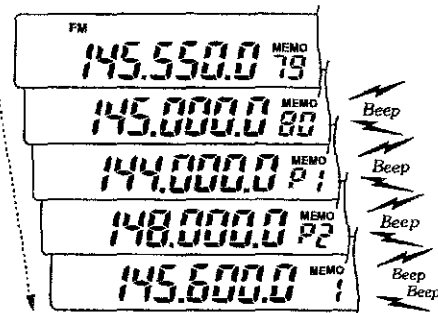 FM
145.550.0 MEMO 79
145.000.0 MEMO 80 Beep
144.000.0 MEMO P1 Beep
148.000.0 MEMO P2 Beep
145.600.0 MEMO 1 Beep
Beep